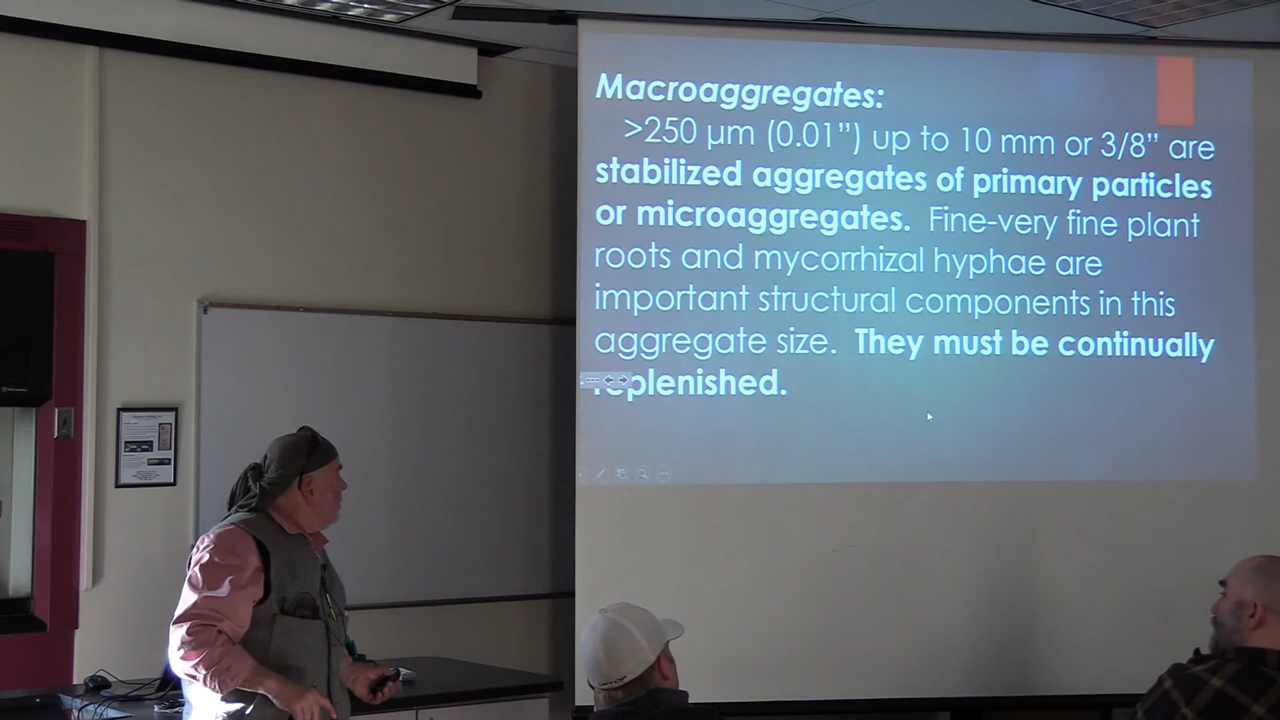 Macroaggregates:
>250 µm (0.01”) up to 10 mm or 3/8” are
stabilized aggregates of primary particles
or microaggregates. Fine-very fine plant
roots and mycorrhizal hyphae are
important structural components in this
aggregate size. They must be continually
replenished.